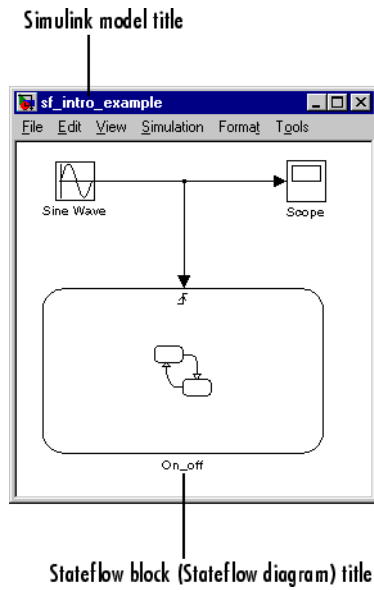 Simulink model title
sf_intro_example
File Edit View Simulation Format Tools
Sine Wave
Scope
On_off
Stateflow block (Stateflow diagram) title